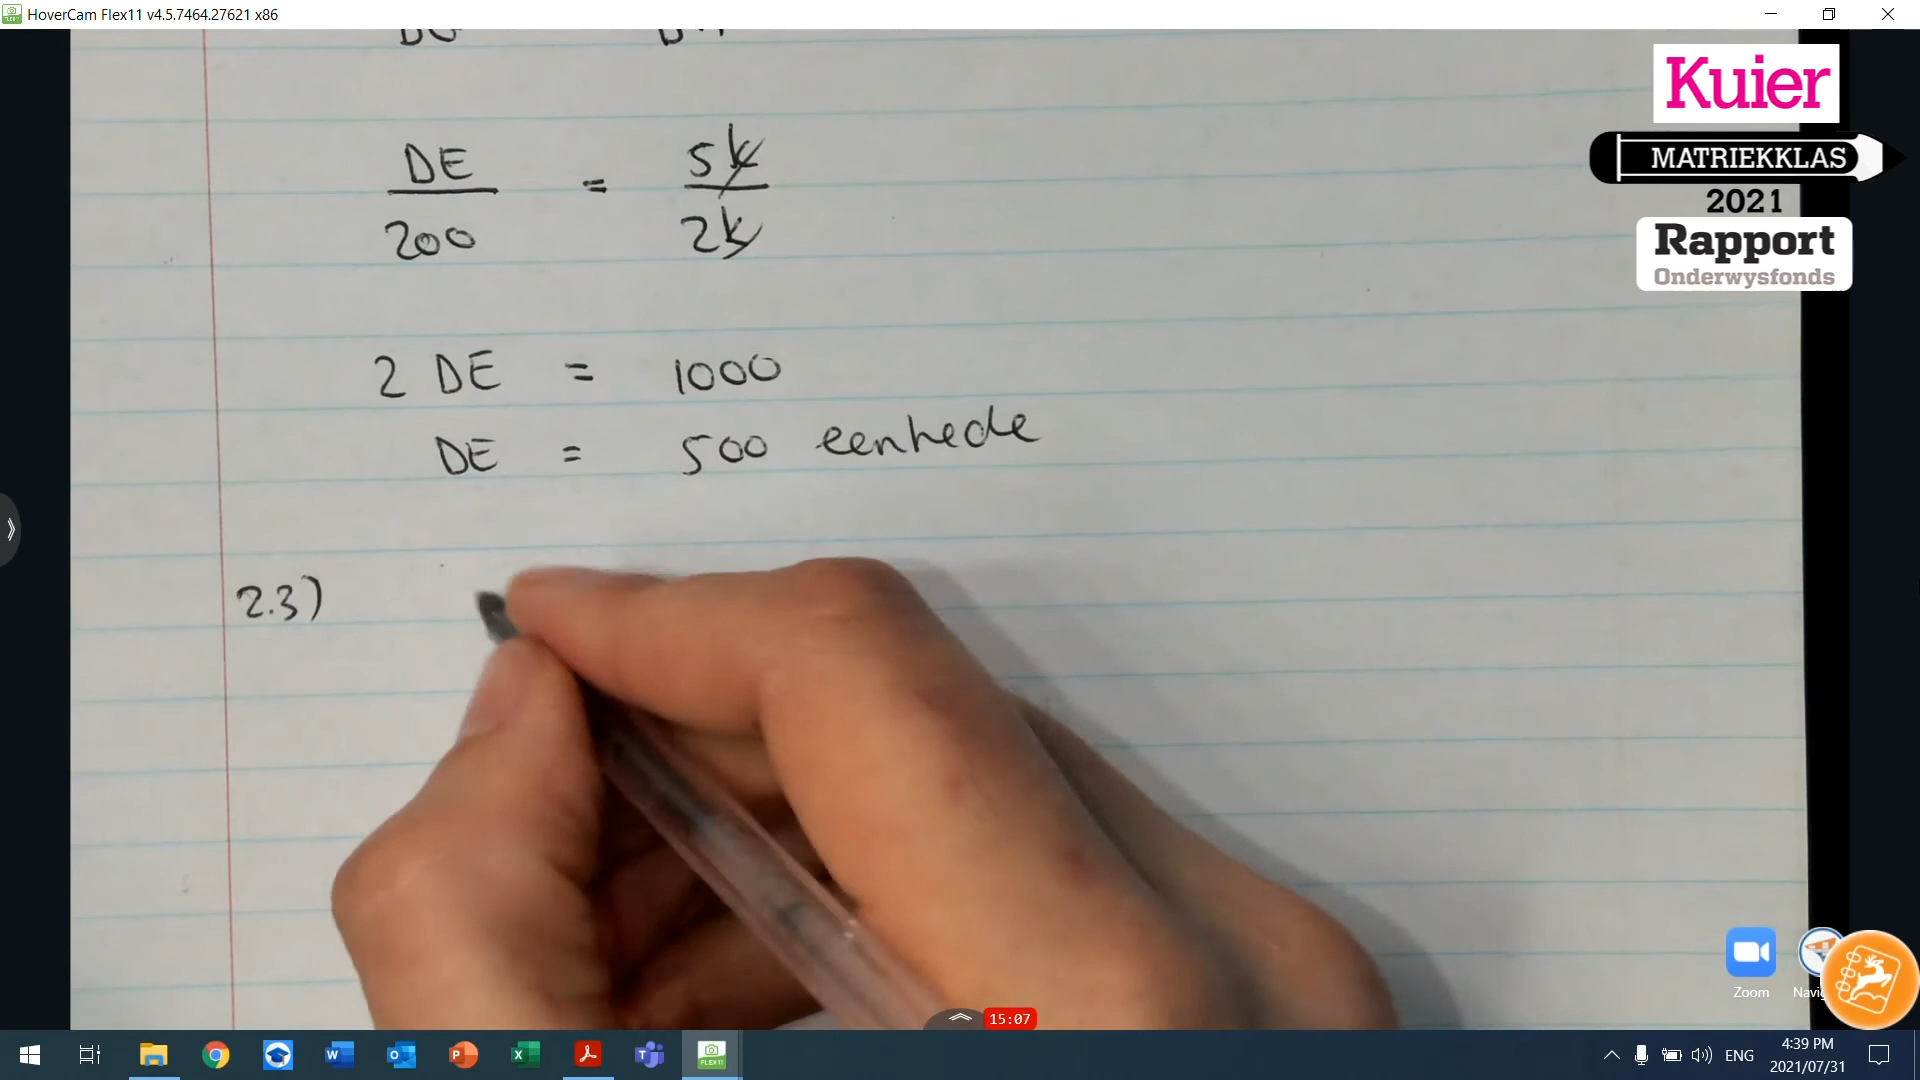 HoverCam Flex11 v4.5.7464.27621 x86
Kuier
MATRIEKKLAS
2021
Rapport
Onderwysfonds
DE = 5k
200 2k
2 DE = 1000
DE = 500 eenhede
2.3)
Zoom
15:07
FLEX11
ENG
4:39 PM
2021/07/31